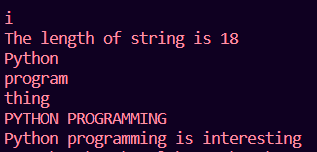 i
The length of string is 18
Python
program
thing
PYTHON PROGRAMMING
Python programming is interesting